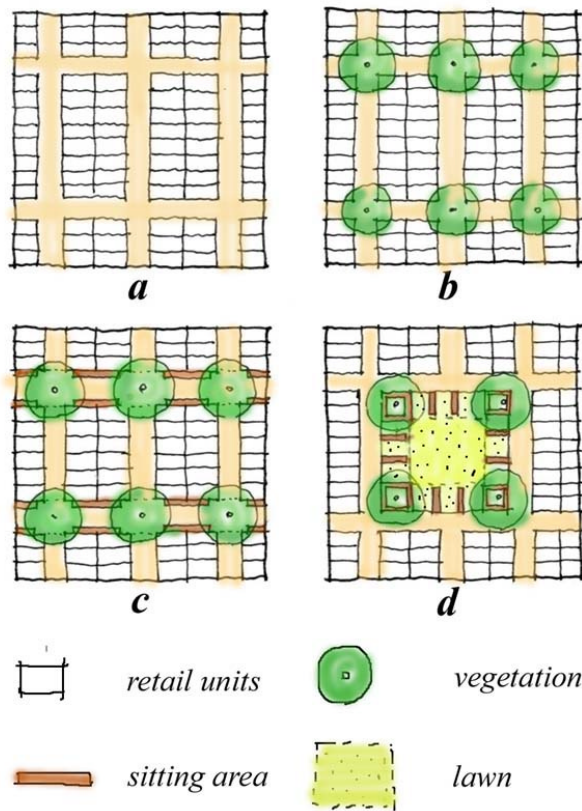 a
b
c
d
retail units
vegetation
sitting area
lawn